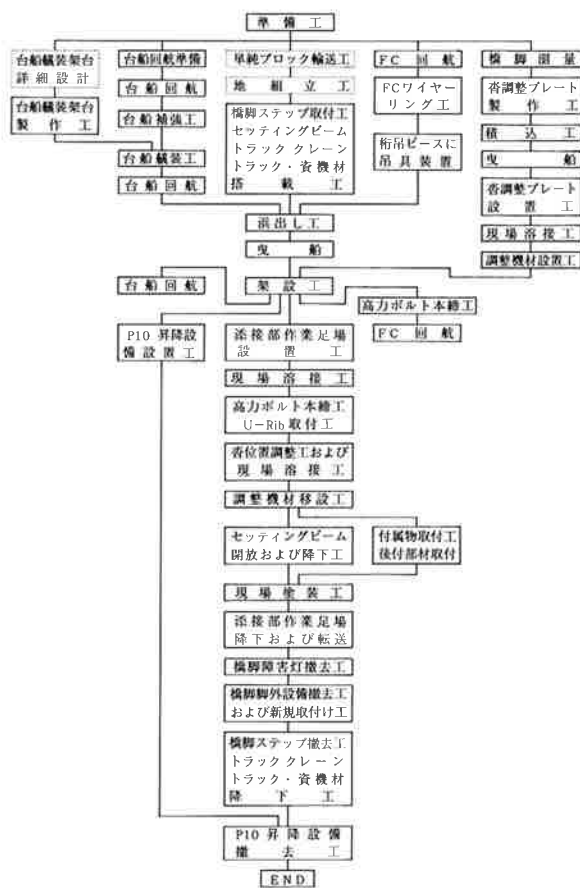 準備工
台船艤装架台
詳細設計
台船艤装架台
製作工
台船回航準備
台船回航
台船補強工
台船艤装工
台船回航
単純ブロック輸送工
地組立工
橋脚ステップ取付工
セッティングビーム
トラッククレーン
トラック・資機材
搭載工
FC回航
FCワイヤー
リング工
桁吊ピースに
吊具装置
橋脚測量
沓調整プレート
製作工
積込工
曳船
沓調整プレート
設置工
現場溶接工
調整機材設置工
浜出し工
曳船
台船回航
架設工
高力ボルト本締工
FC回航
P10昇降設
備設置工
添接部作業足場
設置工
現場溶接工
高力ボルト本締工
U-Rib取付工
沓位置調整工および
現場溶接工
調整機材移設工
セッティングビーム
開放および降下工
付属物取付工
後付部材取付
現場塗装工
添接部作業足場
降下および転送
橋脚障害灯撤去工
橋脚脚外設備撤去工
および新規取付け工
橋脚ステップ撤去工
トラッククレーン
トラック・資機材
降下工
P10昇降設備
撤去工
END